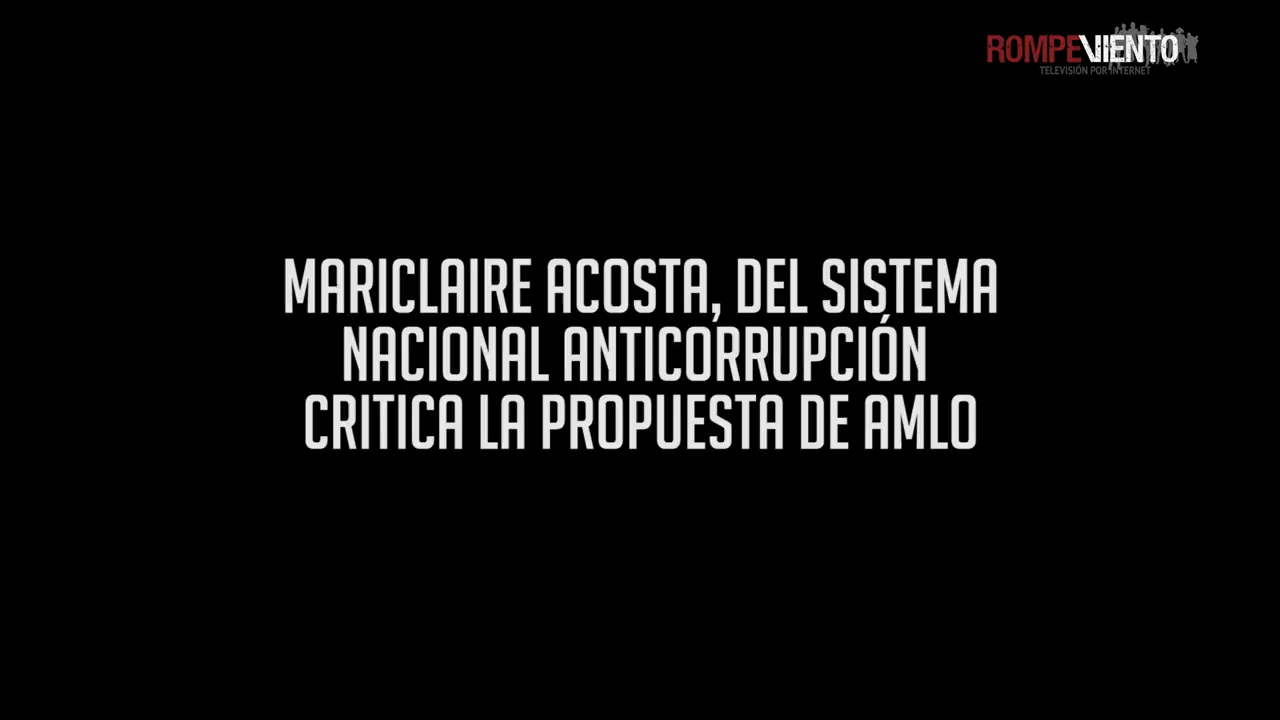 ROMPEVIENTO
TELEVISIÓN POR INTERNET
MARICLAIRE ACOSTA, DEL SISTEMA
NACIONAL ANTICORRUPCIÓN
CRITICA LA PROPUESTA DE AMLO